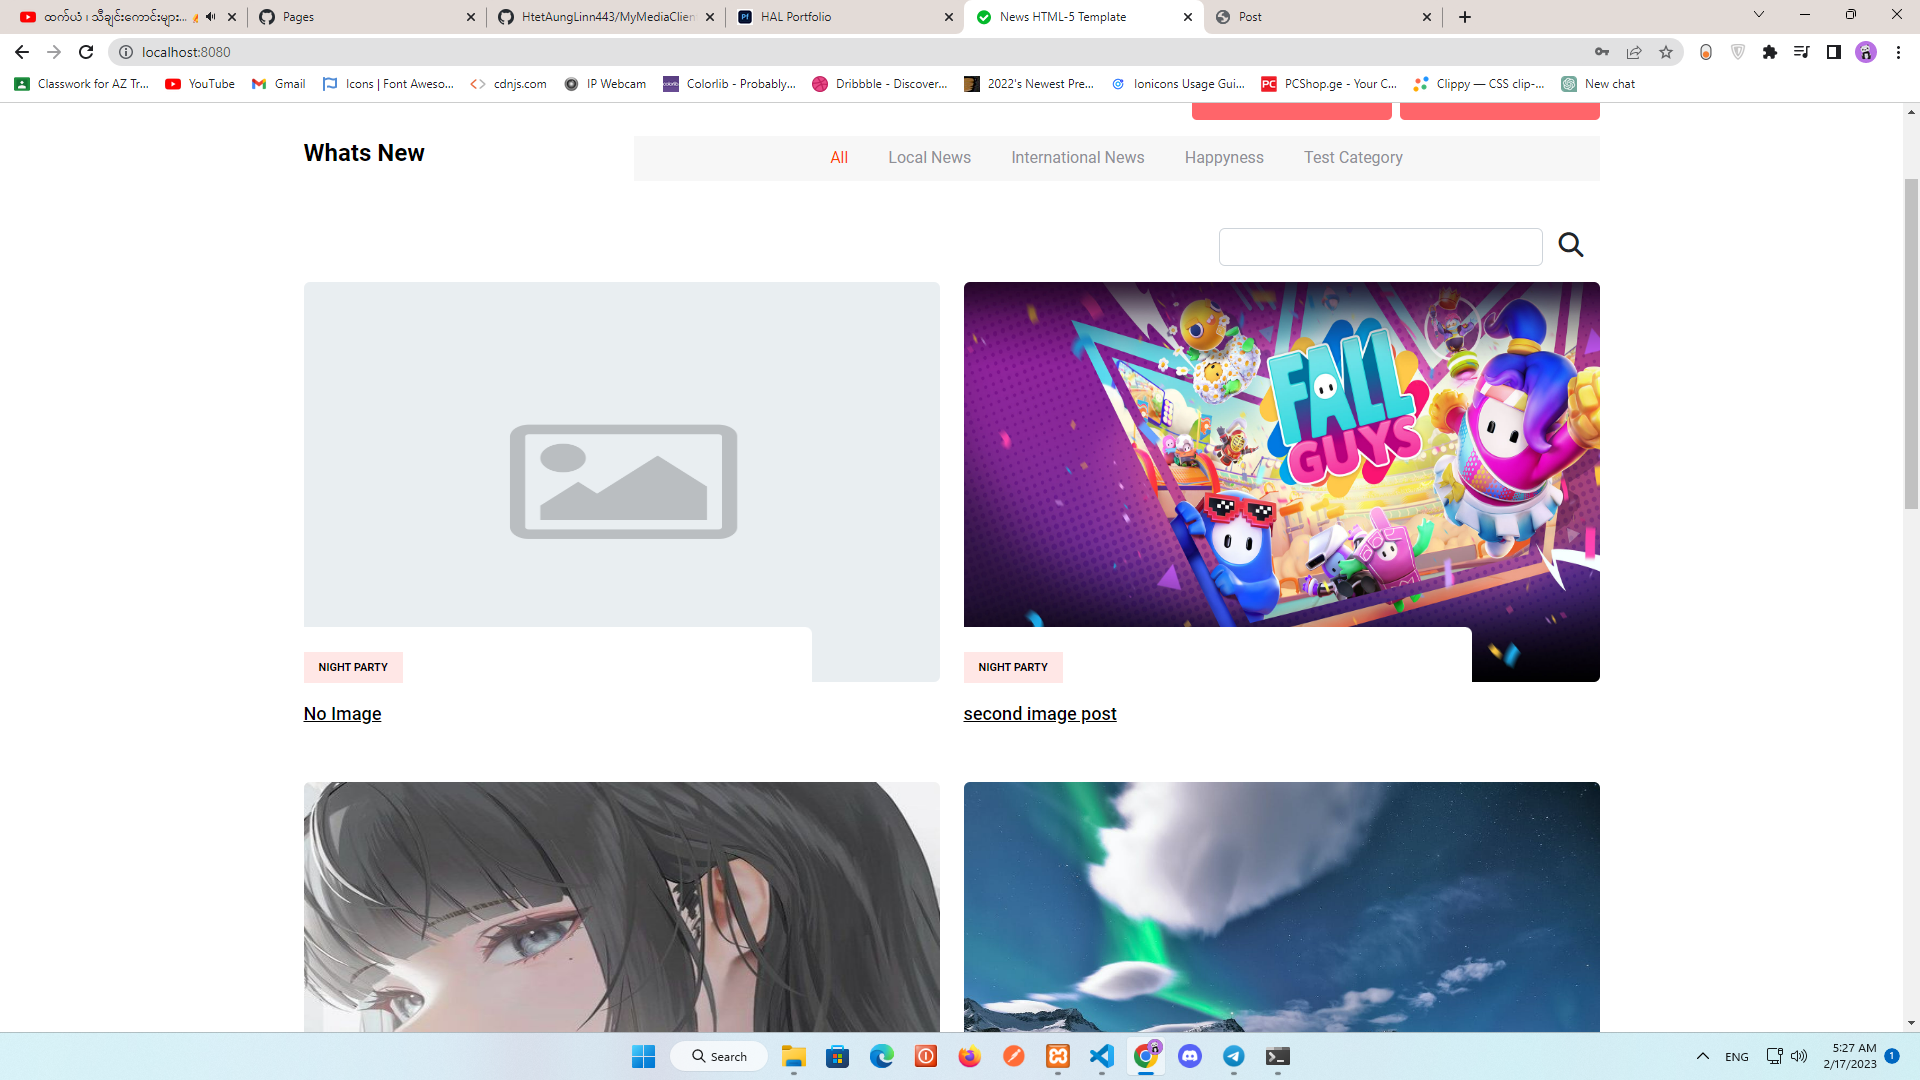 ထက်ယံ ၊ သီချင်းကောင်းများ...
Pages
HtetAungLinn443/MyMediaClien
HAL Portfolio
News HTML-5 Template
Post
localhost:8080
Classwork for AZ Tr...
YouTube
Gmail
Icons | Font Aweso...
cdnjs.com
IP Webcam
Colorlib - Probably...
Dribbble - Discover...
2022's Newest Pre...
Ionicons Usage Gui...
PCShop.ge - Your C...
Clippy — CSS clip-...
New chat
Whats New
All
Local News
International News
Happyness
Test Category
FALL
GUYS
NIGHT PARTY
No Image
NIGHT PARTY
second image post
Search
ENG
5:27 AM
2/17/2023
1